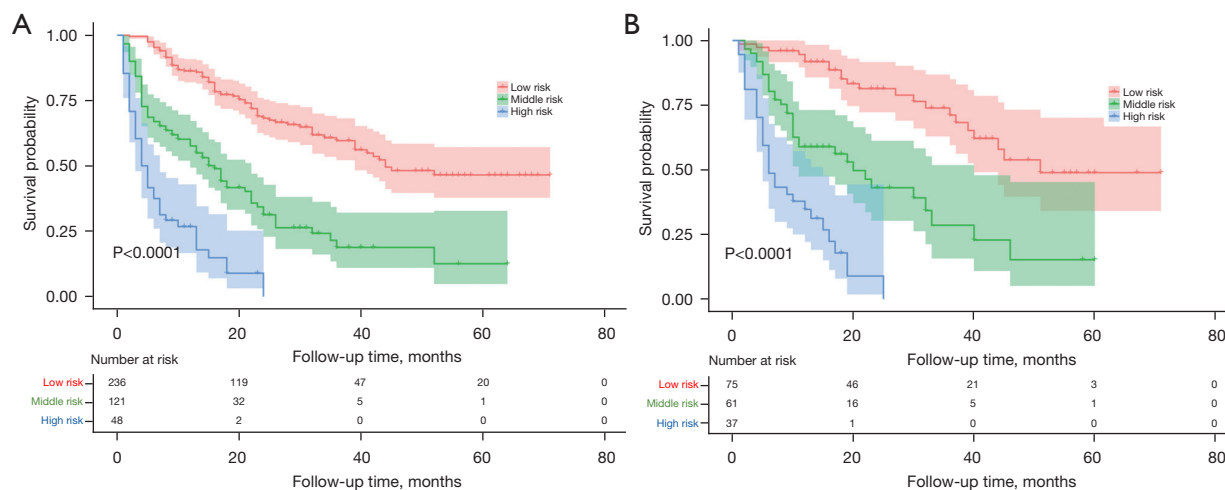 A
Survival probability
1.00
0.75
0.50
0.25
0.00
Low risk
Middle risk
High risk
P<0.0001
0 20 40 60 80
Follow-up time, months
Number at risk
Low risk 236 119 47 20 0
Middle risk 121 32 5 1 0
High risk 48 2 0 0 0
0 20 40 60 80
Follow-up time, months
B
Survival probability
1.00
0.75
0.50
0.25
0.00
Low risk
Middle risk
High risk
P<0.0001
0 20 40 60 80
Follow-up time, months
Number at risk
Low risk 75 46 21 3 0
Middle risk 61 16 5 1 0
High risk 37 1 0 0 0
0 20 40 60 80
Follow-up time, months